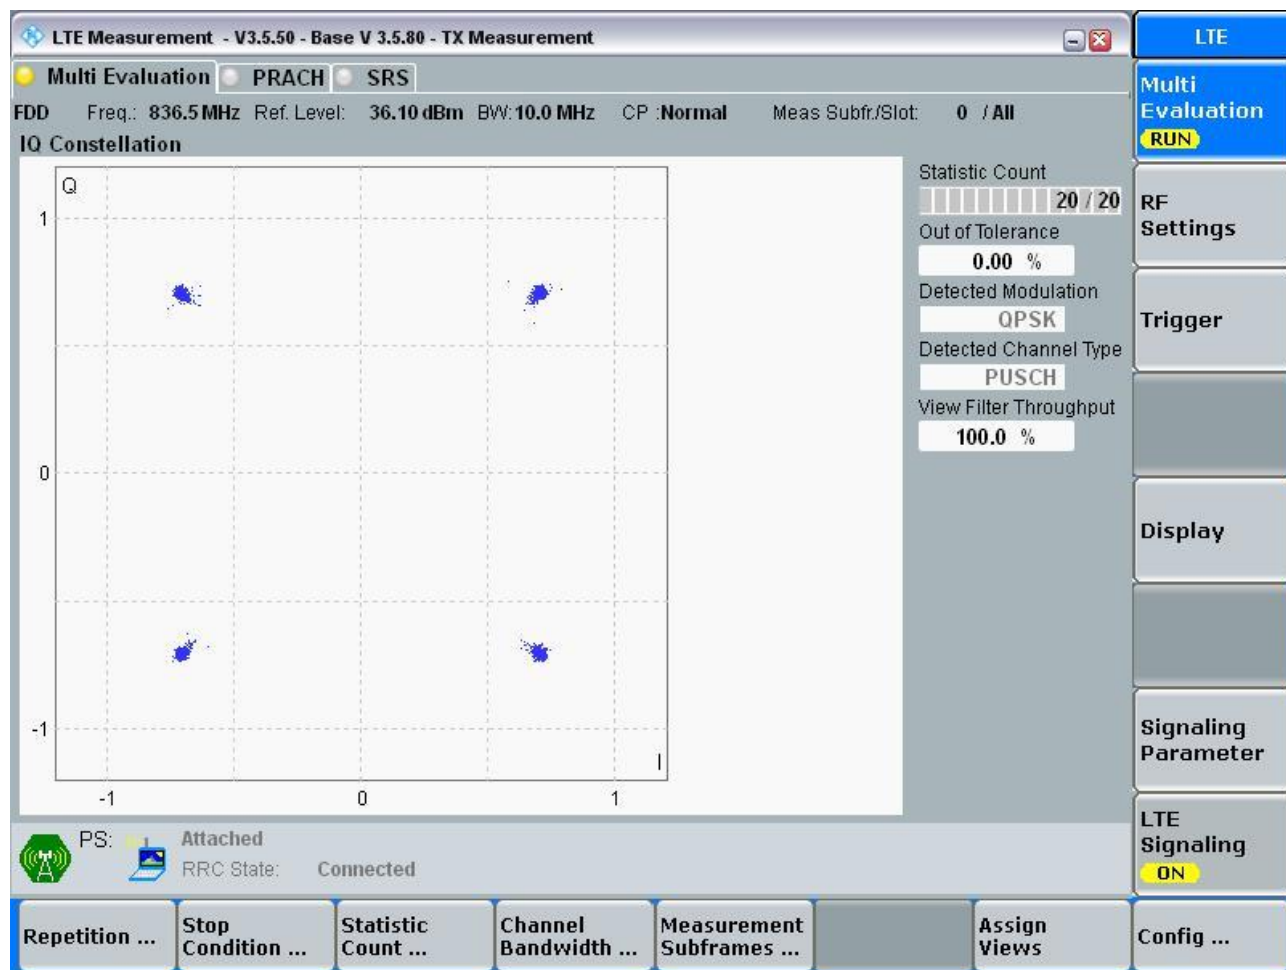 LTE Measurement - V3.5.50 - Base V 3.5.80 - TX Measurement
LTE
Multi Evaluation PRACH SRS
FDD Freq.: 836.5 MHz Ref. Level: 36.10 dBm BW: 10.0 MHz CP :Normal Meas Subfr./Slot: 0 / All
IQ Constellation
Q
1
0
-1
I
-1 0 1
Statistic Count
20 / 20
Out of Tolerance
0.00 %
Detected Modulation
QPSK
Detected Channel Type
PUSCH
View Filter Throughput
100.0 %
Multi
Evaluation
RUN
RF
Settings
Trigger
Display
Signaling
Parameter
LTE
Signaling
ON
PS: Attached
RRC State: Connected
Repetition ...
Stop
Condition ...
Statistic
Count ...
Channel
Bandwidth ...
Measurement
Subframes ...
Assign
Views
Config ...